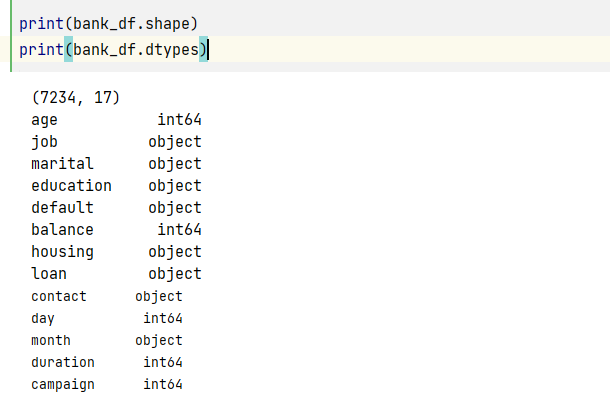 print(bank_df.shape)
print(bank_df.dtypes)
(7234, 17)
age int64
job object
marital object
education object
default object
balance int64
housing object
loan object
contact object
day int64
month object
duration int64
campaign int64